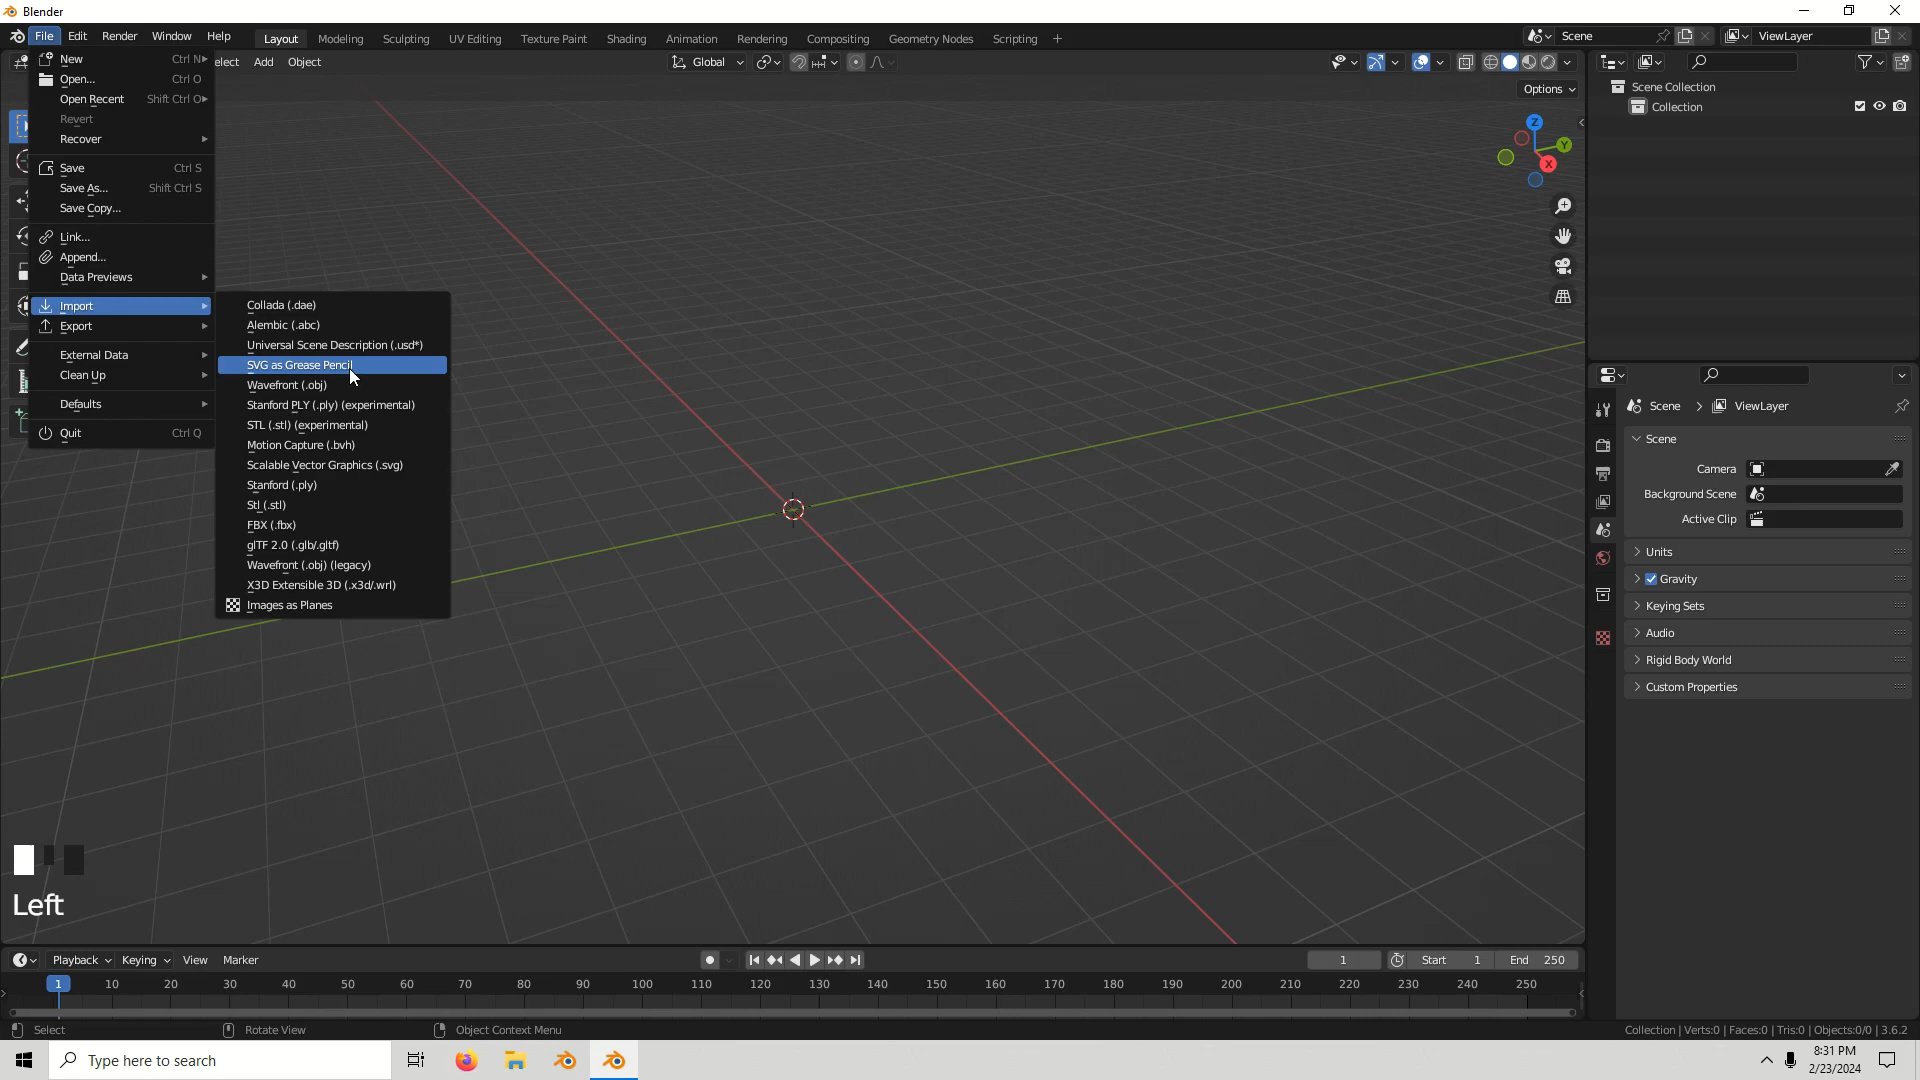 Blender
File Edit Render Window Help Layout Modeling Sculpting UV Editing Texture Paint Shading Animation Rendering Compositing Geometry Nodes Scripting + Scene ViewLayer
elect Add Object Global
Options
New Ctrl N
Open... Ctrl O
Open Recent Shift Ctrl O
Revert
Recover
Save Ctrl S
Save As... Shift Ctrl S
Save Copy...
Link...
Append...
Data Previews
Import
Export
External Data
Clean Up
Defaults
Quit Ctrl Q
Collada (.dae)
Alembic (.abc)
Universal Scene Description (.usd*)
SVG as Grease Pencil
Wavefront (.obj)
Stanford PLY (.ply) (experimental)
STL (.stl) (experimental)
Motion Capture (.bvh)
Scalable Vector Graphics (.svg)
Stanford (.ply)
Stl (.stl)
FBX (.fbx)
glTF 2.0 (.glb/.gltf)
Wavefront (.obj) (legacy)
X3D Extensible 3D (.x3d/.wrl)
Images as Planes
Z
Y
X
Scene Collection
Collection
Scene > ViewLayer
Scene
Camera
Background Scene
Active Clip
Units
Gravity
Keying Sets
Audio
Rigid Body World
Custom Properties
Left
Playback Keying View Marker 1 Start 1 End 250
1 10 20 30 40 50 60 70 80 90 100 110 120 130 140 150 160 170 180 190 200 210 220 230 240 250
Select Rotate View Object Context Menu Collection | Verts:0 | Faces:0 | Tris:0 | Objects:0/0 | 3.6.2
Type here to search
8:31 PM
2/23/2024